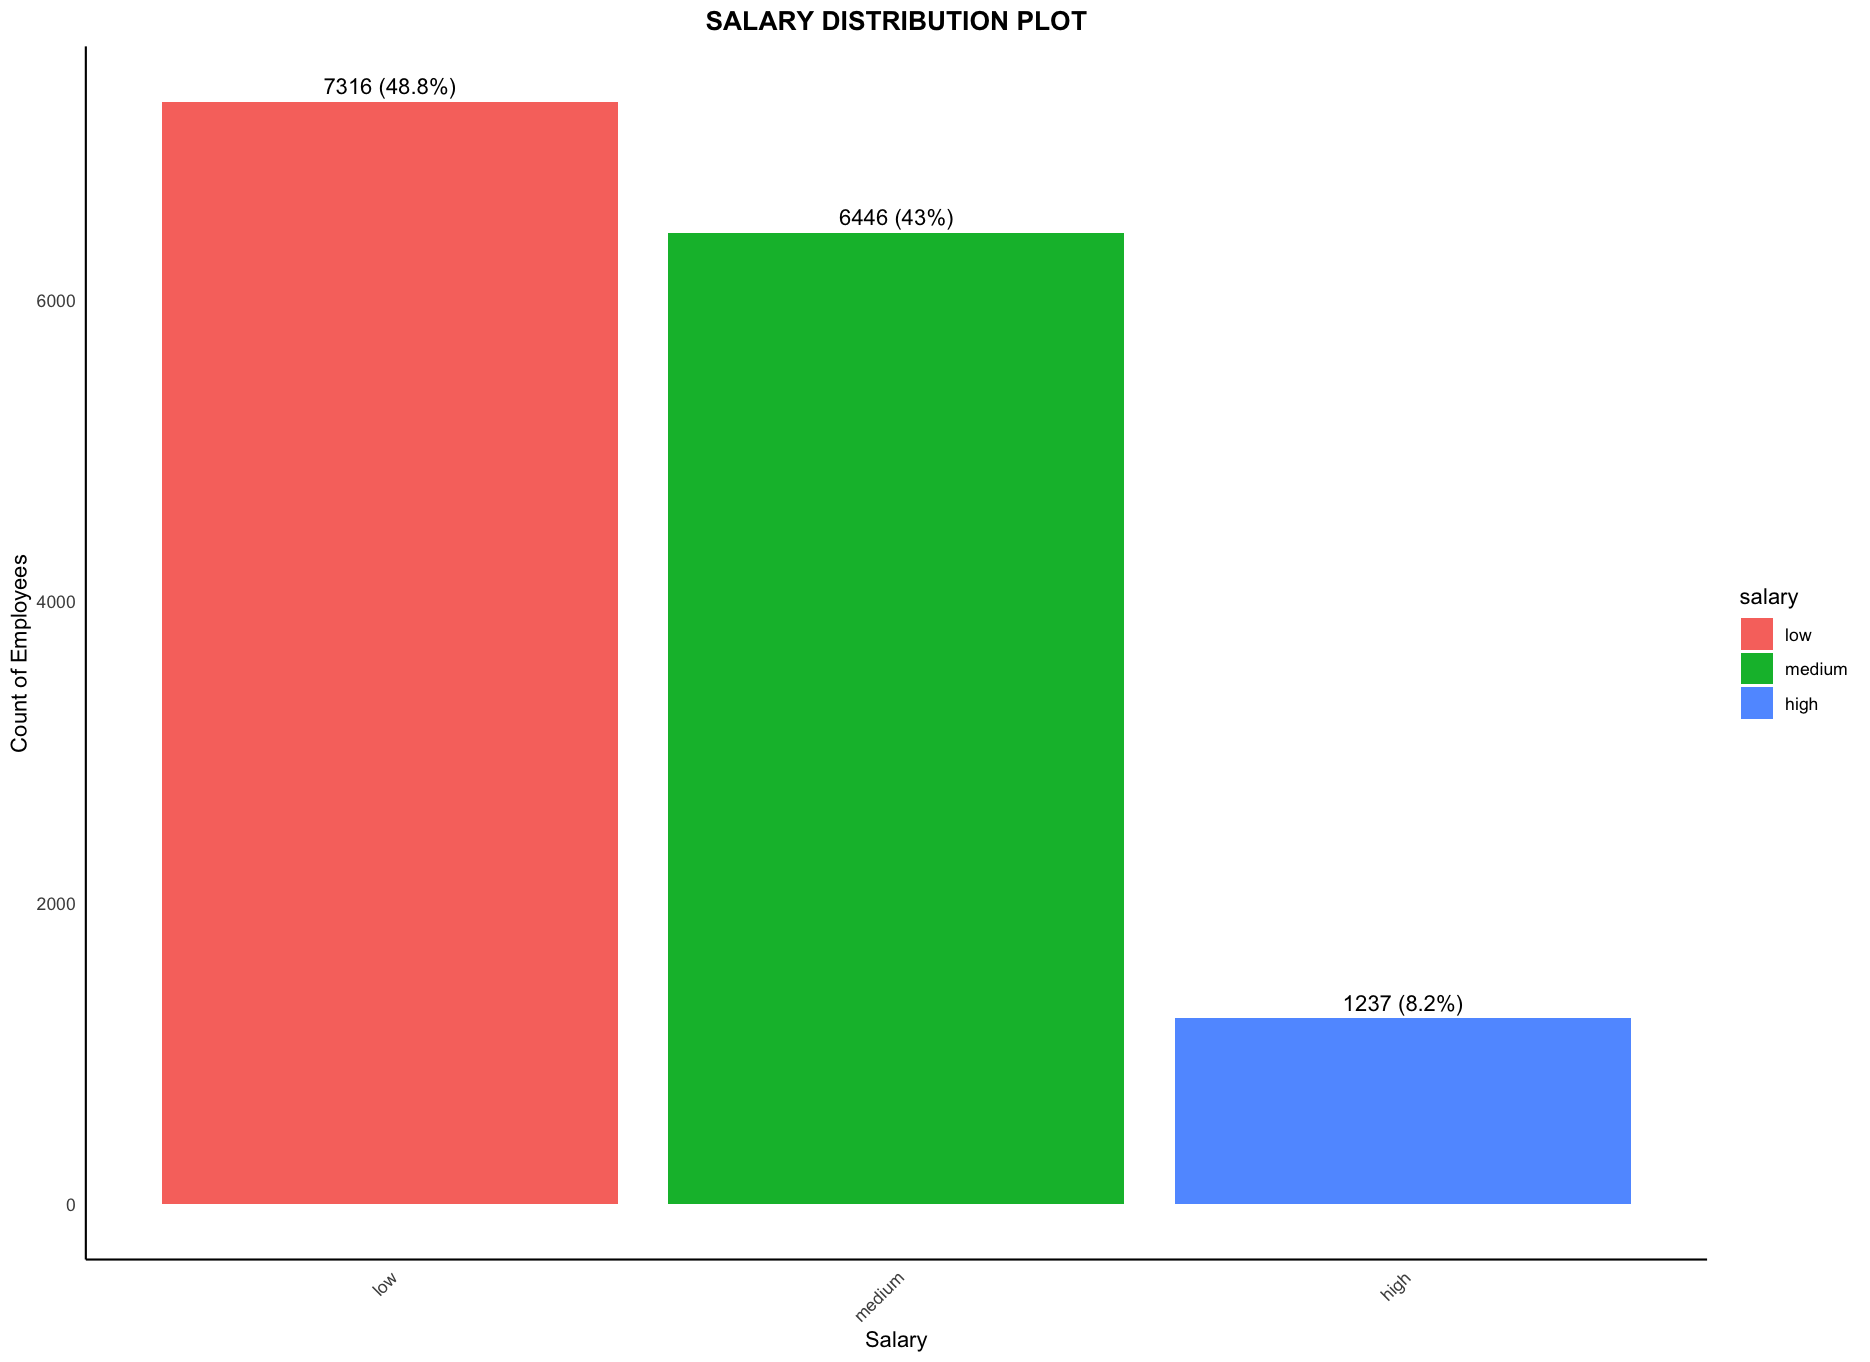 SALARY DISTRIBUTION PLOT
7316 (48.8%)
6446 (43%)
1237 (8.2%)
6000
4000
2000
0
Count of Employees
low
medium
high
Salary
salary
low
medium
high